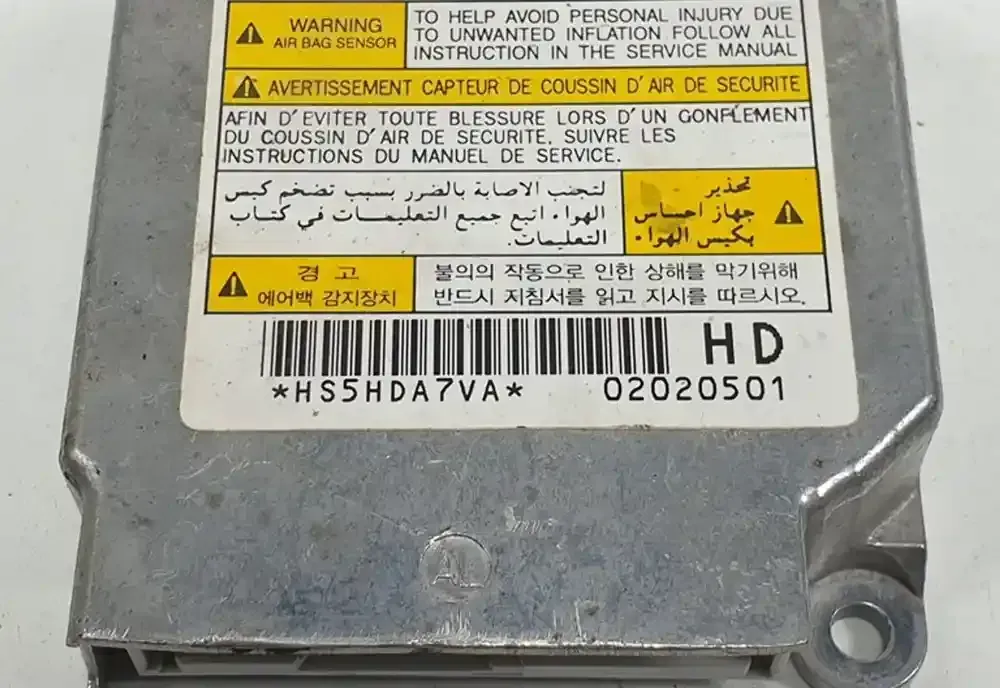 WARNING
AIR BAG SENSOR
TO HELP AVOID PERSONAL INJURY DUE
TO UNWANTED INFLATION FOLLOW ALL
INSTRUCTION IN THE SERVICE MANUAL
AVERTISSEMENT CAPTEUR DE COUSSIN D'AIR DE SECURITE
AFIN D'EVITER TOUTE BLESSURE LORS D'UN GONFLEMENT
DU COUSSIN D'AIR DE SECURITE, SUIVRE LES
INSTRUCTIONS DU MANUEL DE SERVICE.
تحذير
جهاز احساس
بكيس الهواء
لتجنب الاصابة بالضرر بسبب تضخم كيس
الهواء اتبع جميع التعليمات في كتاب
التعليمات.
경 고
에어백 감지장치
불의의 작동으로 인한 상해를 막기위해
반드시 지침서를 읽고 지시를 따르시오.
HD
*HS5HDA7VA* 02020501
AL